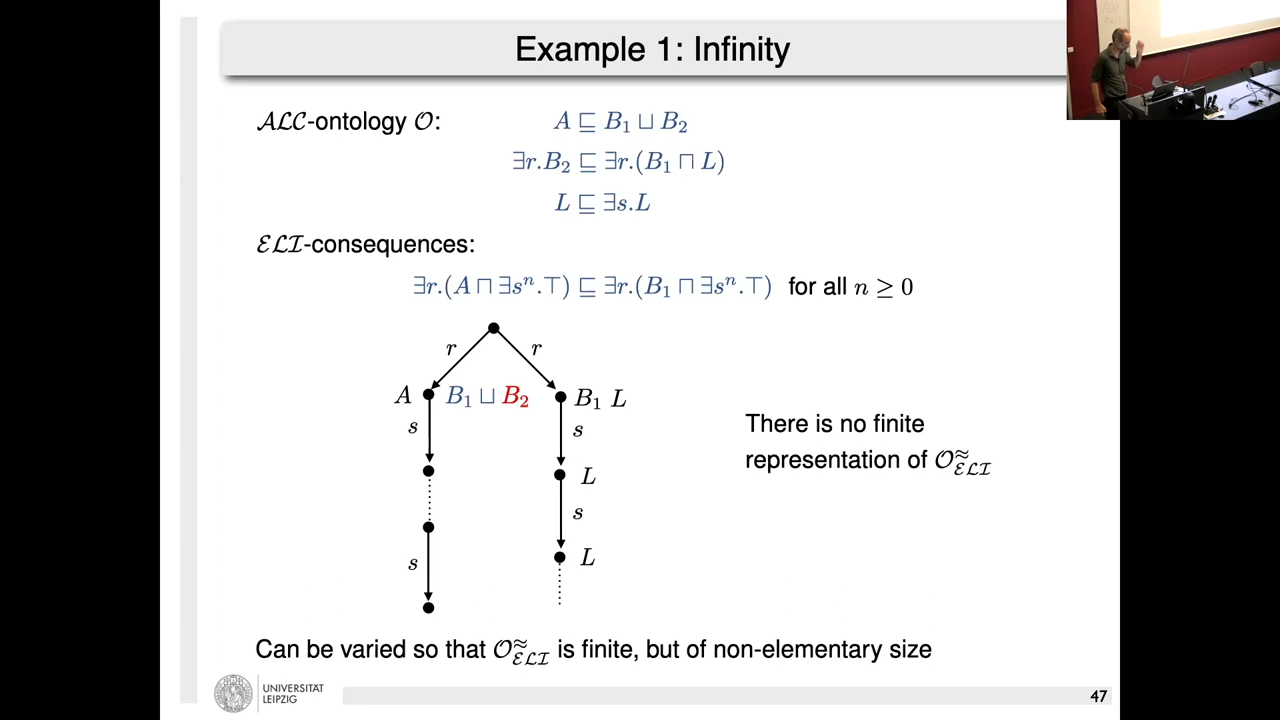 Example 1: Infinity
𝒜ℒ𝒞-ontology 𝒪: A ⊑ B₁ ⊔ B₂
∃r.B₂ ⊑ ∃r.(B₁ ⊓ L)
L ⊑ ∃s.L
ℰℒℐ-consequences:
∃r.(A ⊓ ∃sⁿ.⊤) ⊑ ∃r.(B₁ ⊓ ∃sⁿ.⊤) for all n ≥ 0
r r
A B₁ ⊔ B₂ B₁ L
s s
L
s
s L
There is no finite
representation of 𝒪≈ℰℒℐ
Can be varied so that 𝒪≈ℰℒℐ is finite, but of non-elementary size
UNIVERSITÄT
LEIPZIG
47